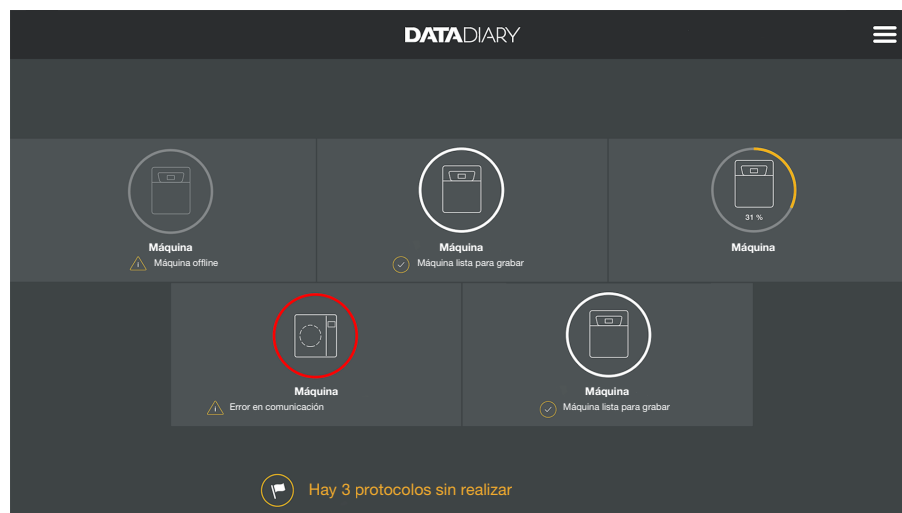 DATADIARY
Máquina
Máquina offline
Máquina
Máquina lista para grabar
31 %
Máquina
Máquina
Error en comunicación
Máquina
Máquina lista para grabar
Hay 3 protocolos sin realizar